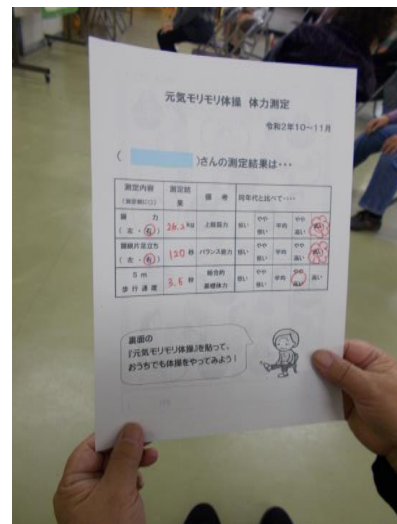 元気モリモリ体操 体力測定
令和2年10~11月
( )さんの測定結果は・・・
測定内容 測定結果 備考 同年代と比べて・・・・
握力 (左・右) 26.2 kg 上肢筋力 低い やや低い 平均 やや高い 高い
開眼片足立ち (左・右) 120 秒 バランス能力 低い やや低い 平均 やや高い 高い
5m歩行速度 3.6 秒 総合的基礎体力 低い やや低い 平均 やや高い 高い
裏面の
『元気モリモリ体操』を貼って、
おうちでも体操をやってみよう!